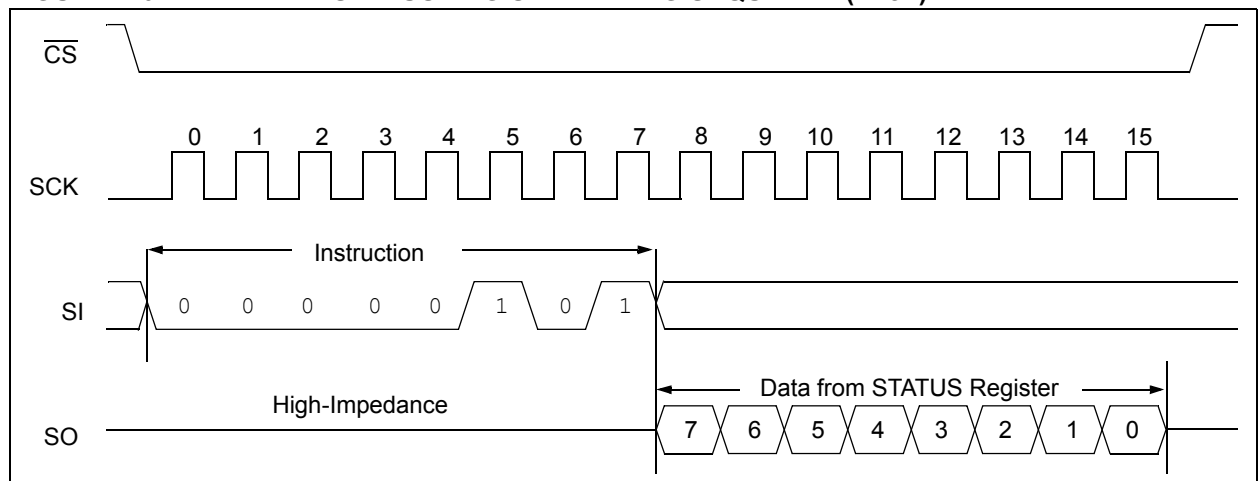 CS
0 1 2 3 4 5 6 7 8 9 10 11 12 13 14 15
SCK
Instruction
SI 0 0 0 0 0 1 0 1
Data from STATUS Register
High-Impedance
SO 7 6 5 4 3 2 1 0